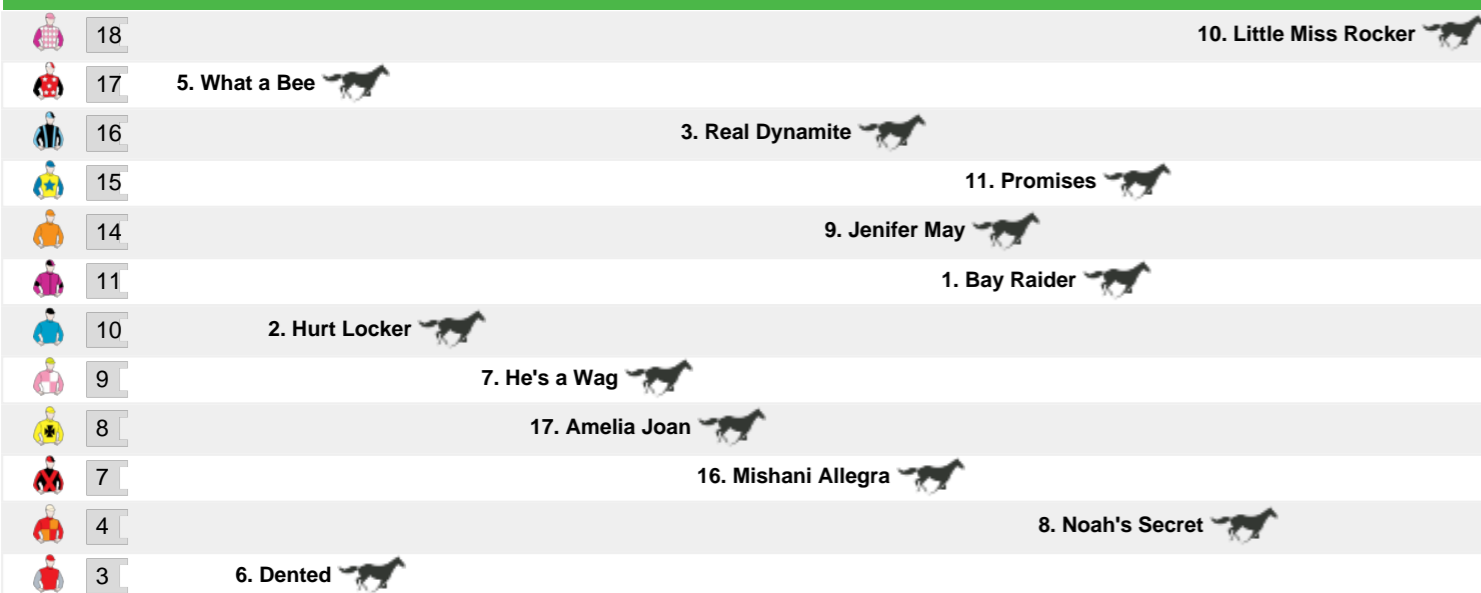 18 10. Little Miss Rocker
17 5. What a Bee
16 3. Real Dynamite
15 11. Promises
14 9. Jenifer May
11 1. Bay Raider
10 2. Hurt Locker
9 7. He's a Wag
8 17. Amelia Joan
7 16. Mishani Allegra
4 8. Noah's Secret
3 6. Dented